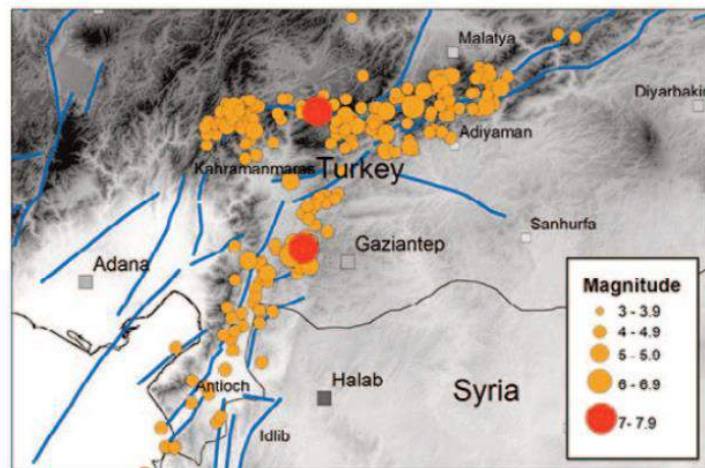 Malatya
Diyarbakir
Adiyaman
Kahramanmaras
Turkey
Sanhurfa
Gaziantep
Adana
Magnitude
3 - 3.9
4 - 4.9
5 - 5.0
6 - 6.9
7- 7.9
Antioch
Halab
Syria
Idlib